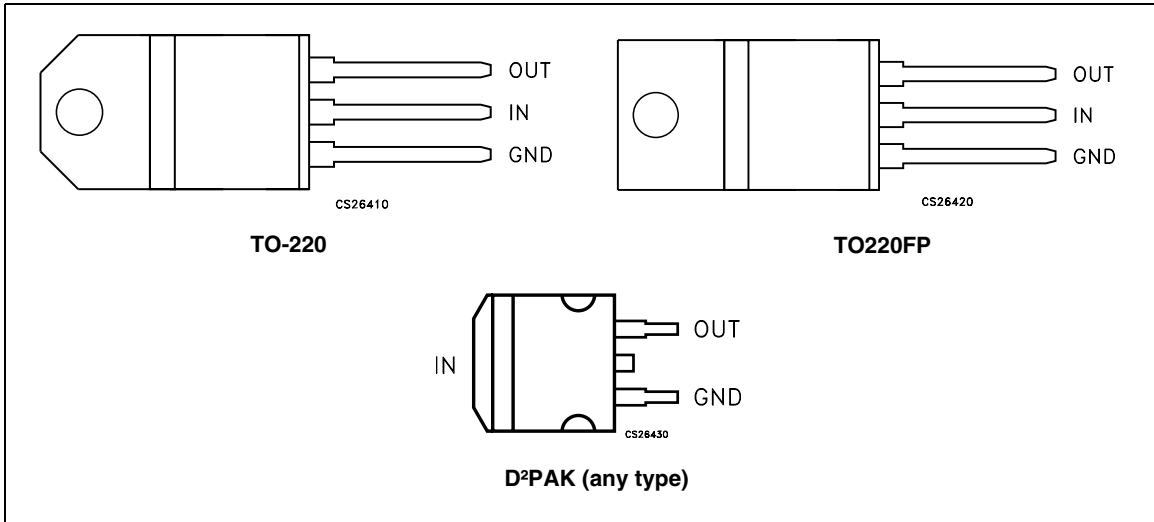 OUT
IN
GND
CS26410
TO-220
OUT
IN
GND
CS26420
TO220FP
IN
OUT
GND
CS26430
D²PAK (any type)